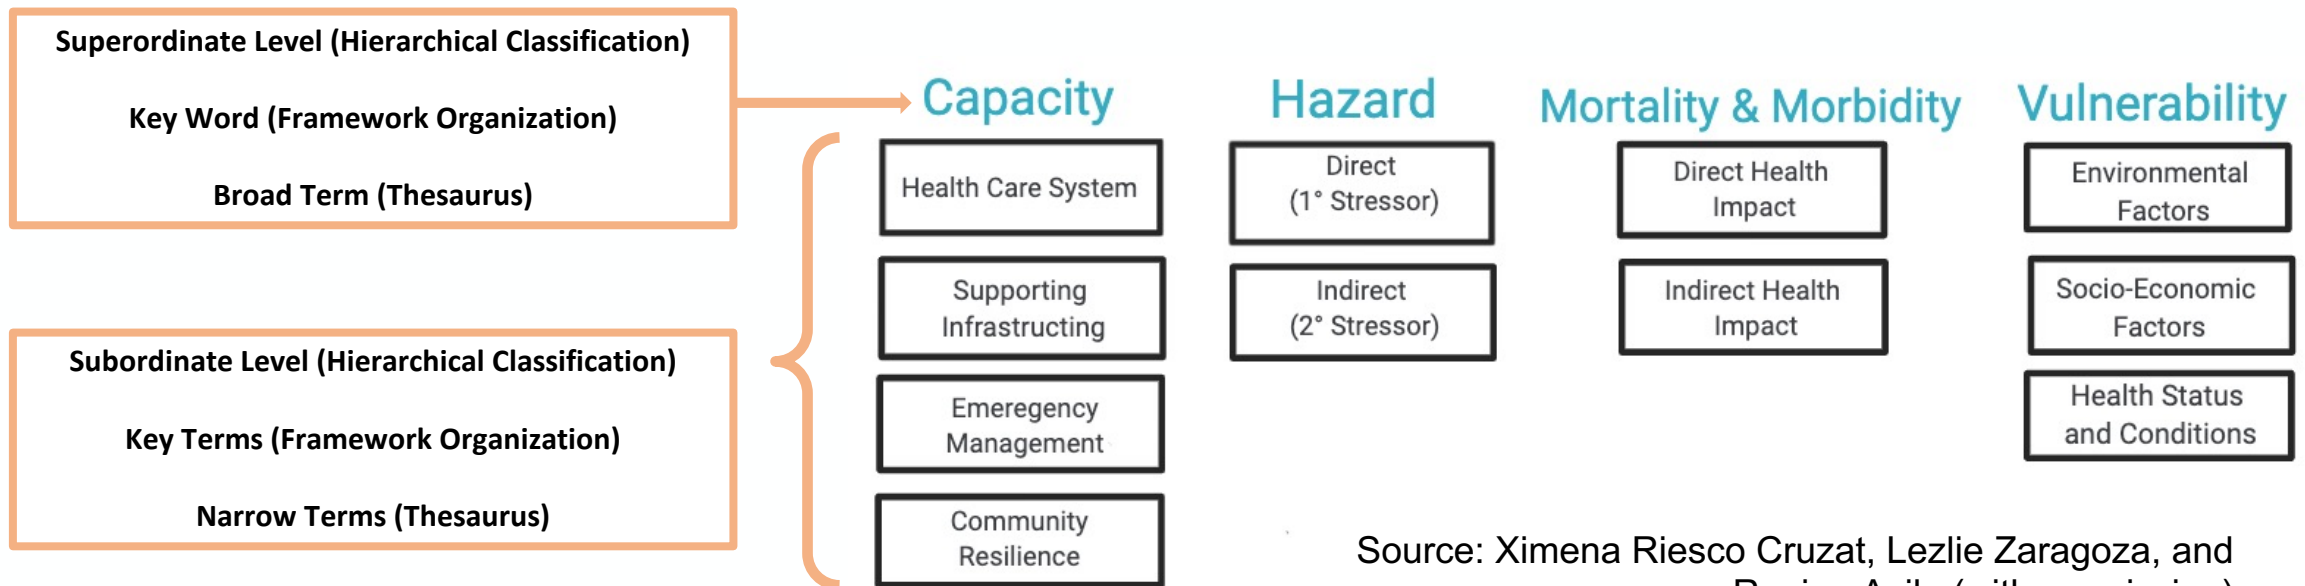 Superordinate Level (Hierarchical Classification)
Key Word (Framework Organization)
Broad Term (Thesaurus)
Subordinate Level (Hierarchical Classification)
Key Terms (Framework Organization)
Narrow Terms (Thesaurus)
Capacity
Health Care System
Supporting
Infrastructing
Emeregency
Management
Community
Resilience
Hazard
Direct
(1° Stressor)
Indirect
(2° Stressor)
Mortality & Morbidity
Direct Health
Impact
Indirect Health
Impact
Vulnerability
Environmental
Factors
Socio-Economic
Factors
Health Status
and Conditions
Source: Ximena Riesco Cruzat, Lezlie Zaragoza, and
(with permission)